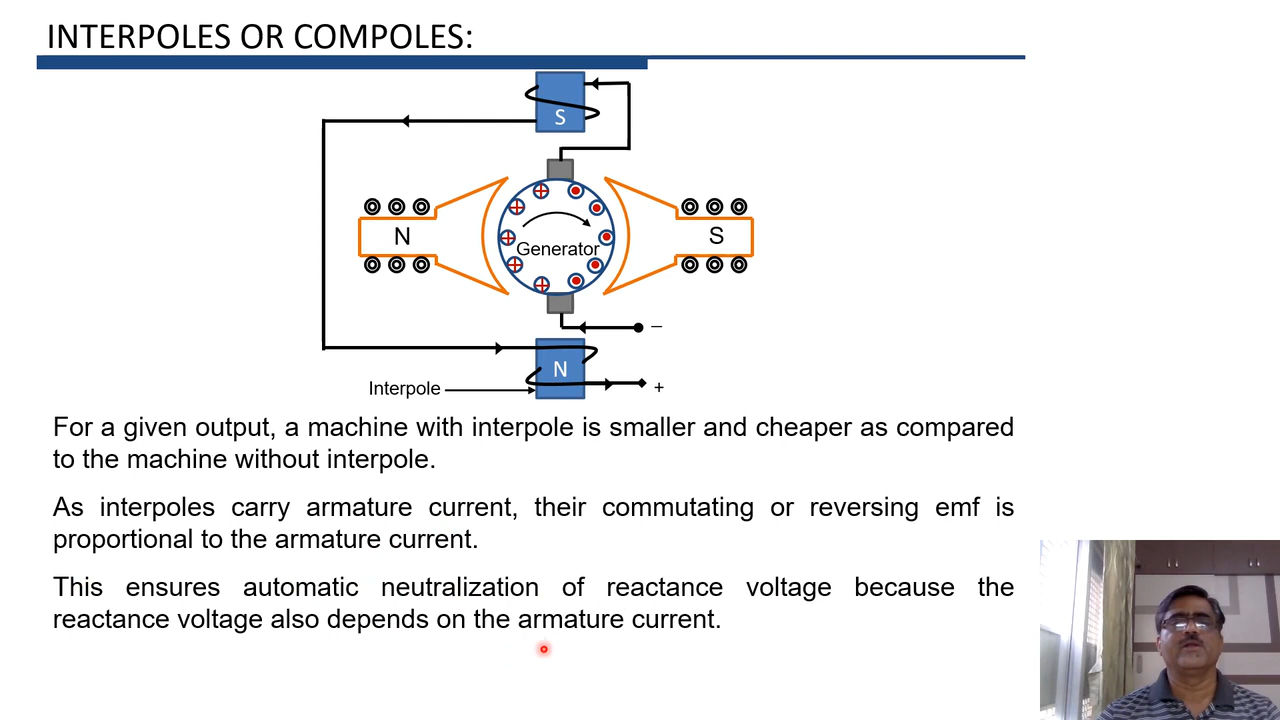 INTERPOLES OR COMPOLES:
S
N
Generator
S
–
N
Interpole
+
For a given output, a machine with interpole is smaller and cheaper as compared
to the machine without interpole.
As interpoles carry armature current, their commutating or reversing emf is
proportional to the armature current.
This ensures automatic neutralization of reactance voltage because the
reactance voltage also depends on the armature current.